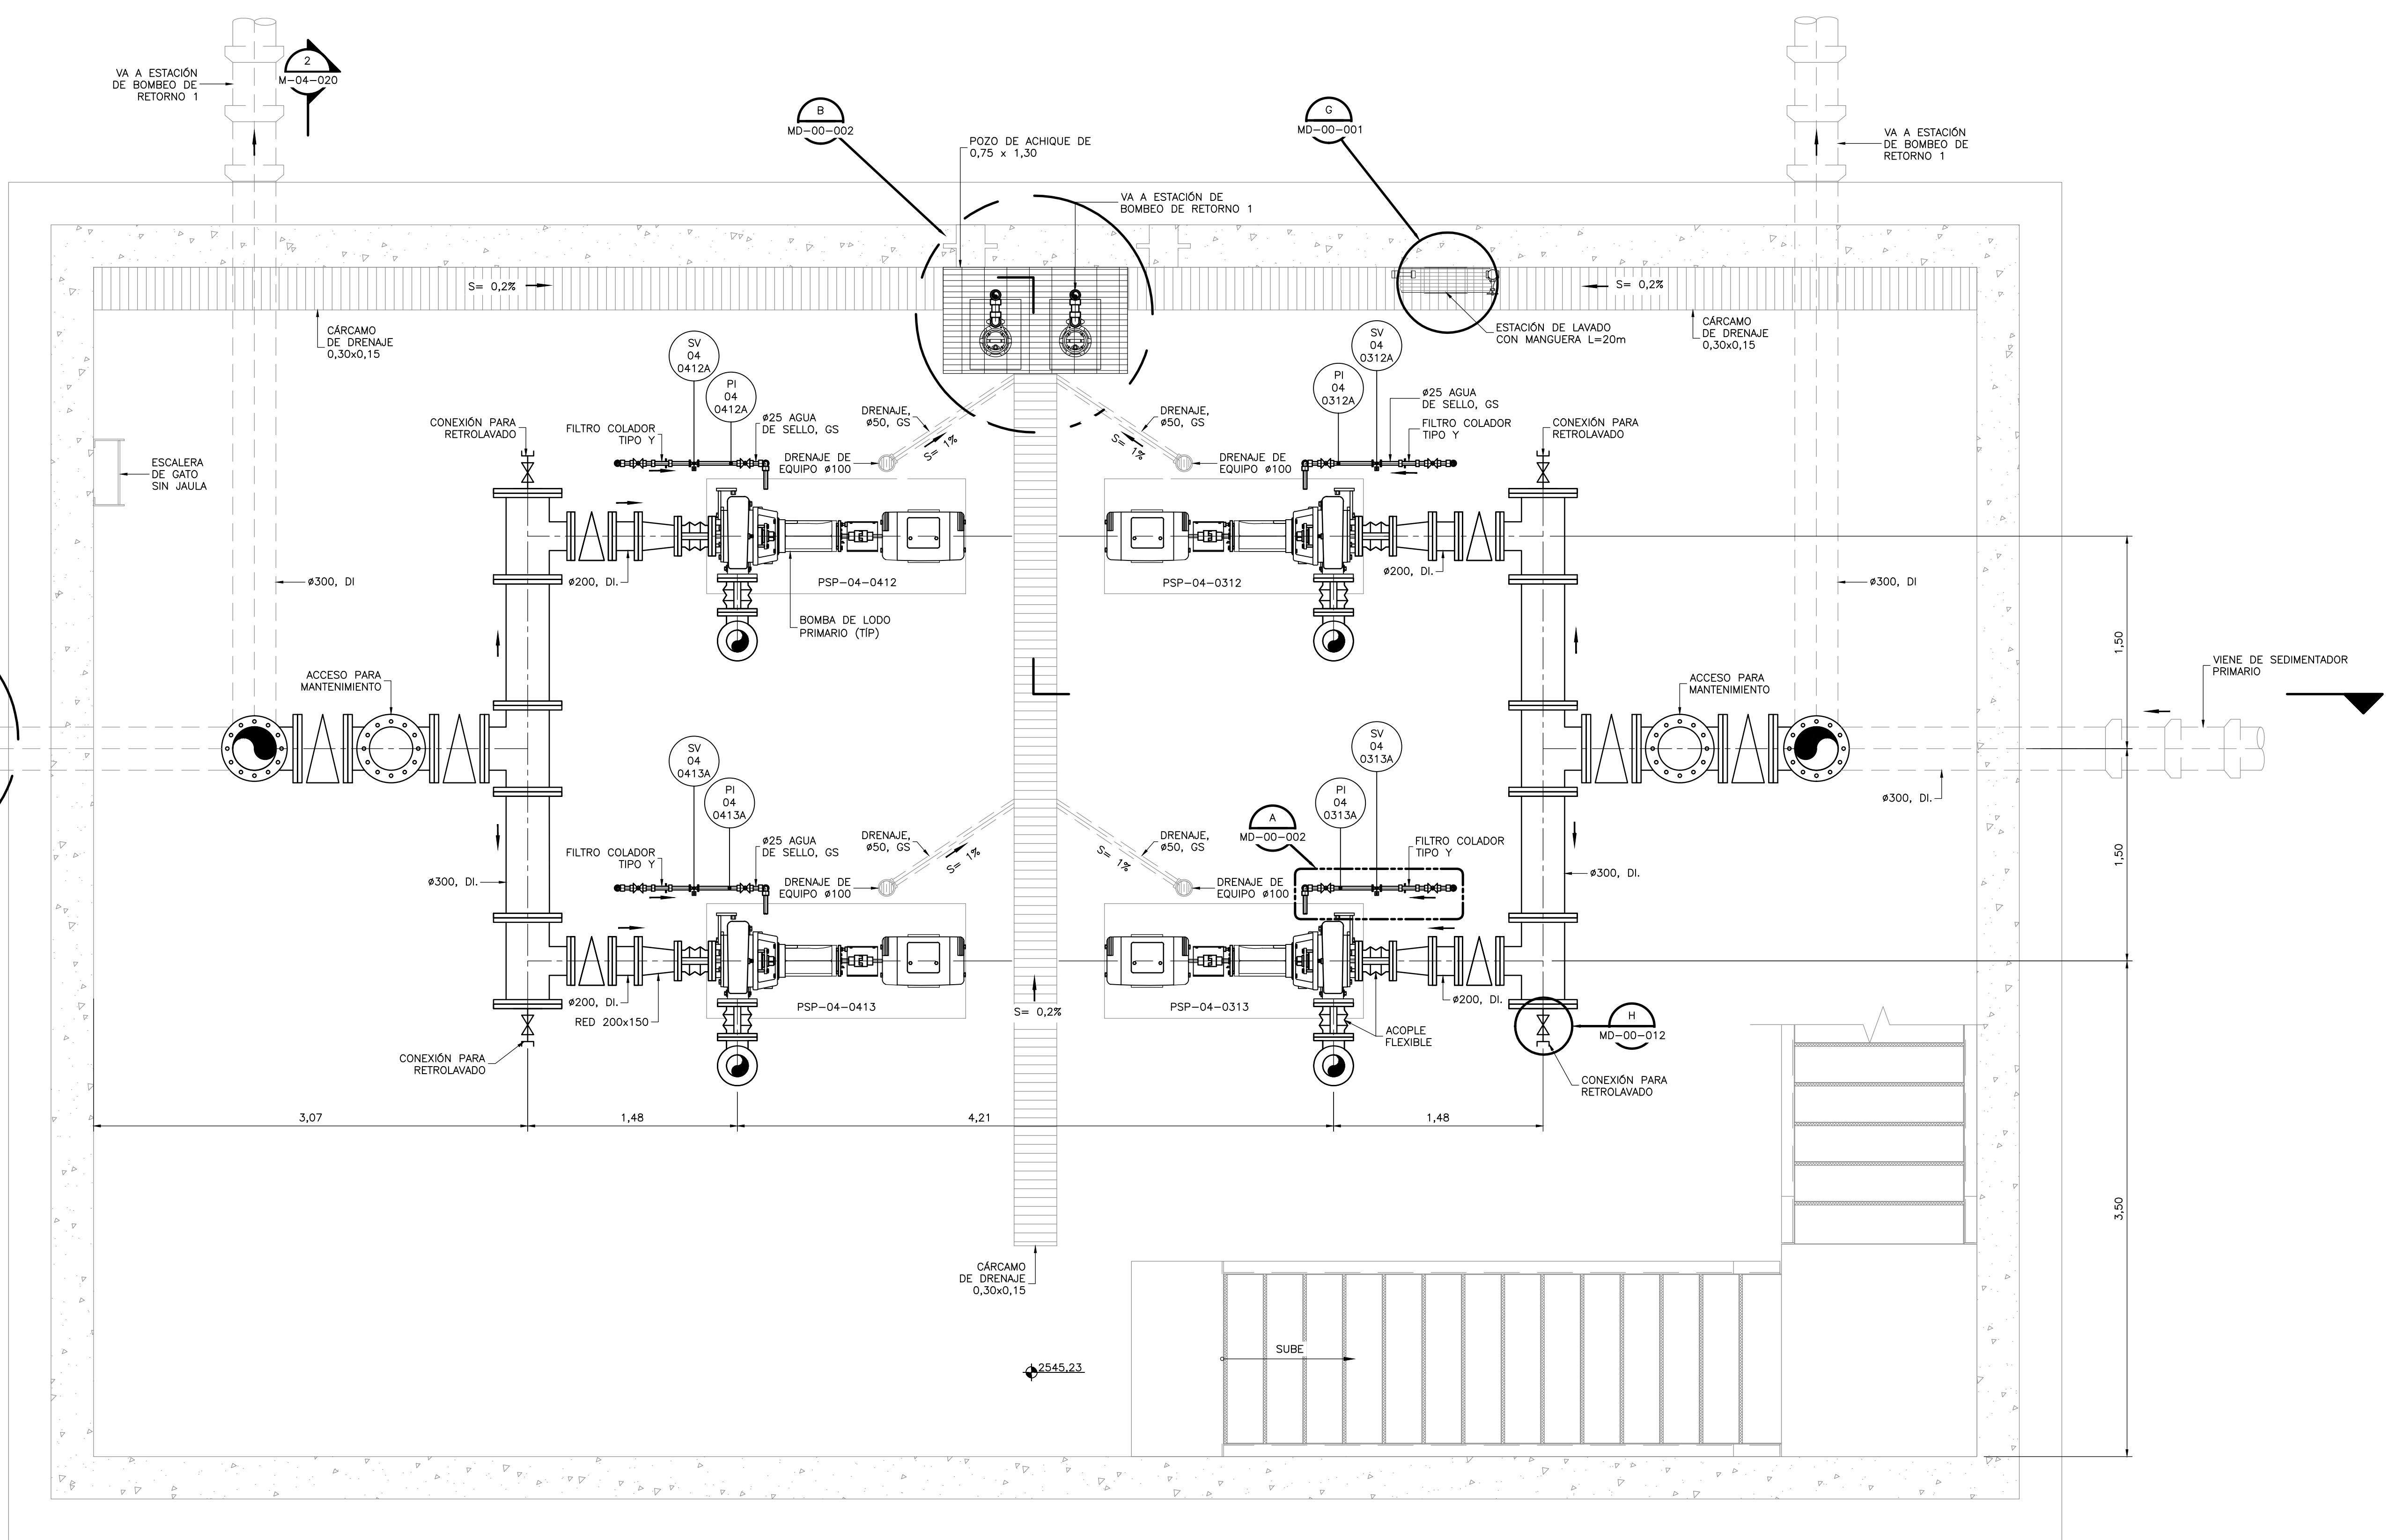 VA A ESTACIÓN
DE BOMBEO DE
RETORNO 1
2
M-04-020
B
MD-00-002
G
MD-00-001
POZO DE ACHIQUE DE
0,75 x 1,30
VA A ESTACIÓN
DE BOMBEO DE
RETORNO 1
VA A ESTACIÓN DE
BOMBEO DE RETORNO 1
S= 0,2%
S= 0,2%
CÁRCAMO
DE DRENAJE
0,30x0,15
ESTACIÓN DE LAVADO
CON MANGUERA L=20m
CÁRCAMO
DE DRENAJE
0,30x0,15
SV
04
0412A
PI
04
0412A
SV
04
0312A
PI
04
0312A
CONEXIÓN PARA
RETROLAVADO
FILTRO COLADOR
TIPO Y
ø25 AGUA
DE SELLO, GS
DRENAJE,
ø50, GS
S= 1%
DRENAJE DE
EQUIPO ø100
DRENAJE,
ø50, GS
S= 1%
DRENAJE DE
EQUIPO ø100
ø25 AGUA
DE SELLO, GS
FILTRO COLADOR
TIPO Y
CONEXIÓN PARA
RETROLAVADO
ESCALERA
DE GATO
SIN JAULA
ø300, DI
ø200, DI.
PSP-04-0412
PSP-04-0312
ø200, DI.
ø300, DI
BOMBA DE LODO
PRIMARIO (TÍP)
1,50
ACCESO PARA
MANTENIMIENTO
ACCESO PARA
MANTENIMIENTO
VIENE DE SEDIMENTADOR
PRIMARIO
SV
04
0413A
PI
04
0413A
SV
04
0313A
PI
04
0313A
A
MD-00-002
ø300, DI.
FILTRO COLADOR
TIPO Y
ø25 AGUA
DE SELLO, GS
DRENAJE,
ø50, GS
S= 1%
DRENAJE DE
EQUIPO ø100
DRENAJE,
ø50, GS
S= 1%
DRENAJE DE
EQUIPO ø100
FILTRO COLADOR
TIPO Y
1,50
ø300, DI.
ø300, DI.
ø200, DI.
RED 200x150
PSP-04-0413
S= 0,2%
PSP-04-0313
ø200, DI.
ACOPLE
FLEXIBLE
H
MD-00-012
CONEXIÓN PARA
RETROLAVADO
CONEXIÓN PARA
RETROLAVADO
3,07
1,48
4,21
1,48
3,50
CÁRCAMO
DE DRENAJE
0,30x0,15
SUBE
2545,23